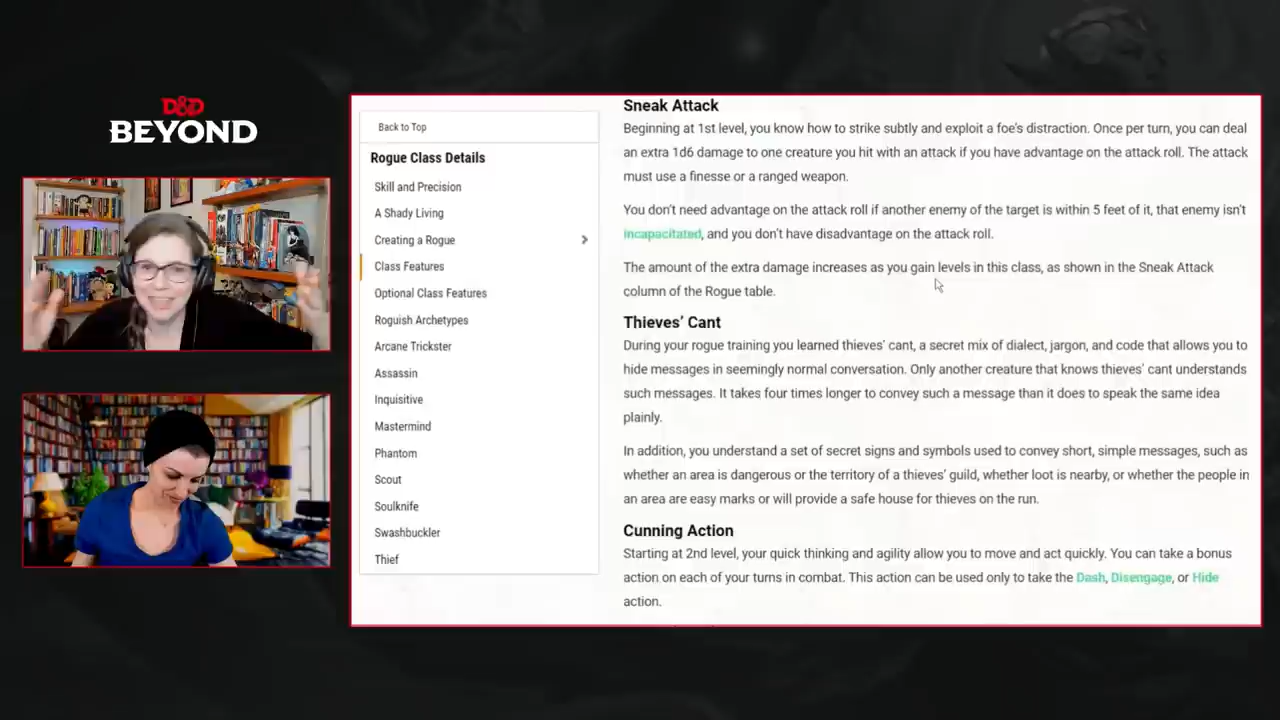 D&D
BEYOND
Back to Top
Rogue Class Details
Skill and Precision
A Shady Living
Creating a Rogue
Class Features
Optional Class Features
Roguish Archetypes
Arcane Trickster
Assassin
Inquisitive
Mastermind
Phantom
Scout
Soulknife
Swashbuckler
Thief
Sneak Attack
Beginning at 1st level, you know how to strike subtly and exploit a foe's distraction. Once per turn, you can deal
an extra 1d6 damage to one creature you hit with an attack if you have advantage on the attack roll. The attack
must use a finesse or a ranged weapon.
You don't need advantage on the attack roll if another enemy of the target is within 5 feet of it, that enemy isn't
incapacitated, and you don't have disadvantage on the attack roll.
The amount of the extra damage increases as you gain levels in this class, as shown in the Sneak Attack
column of the Rogue table.
Thieves' Cant
During your rogue training you learned thieves' cant, a secret mix of dialect, jargon, and code that allows you to
hide messages in seemingly normal conversation. Only another creature that knows thieves' cant understands
such messages. It takes four times longer to convey such a message than it does to speak the same idea
plainly.
In addition, you understand a set of secret signs and symbols used to convey short, simple messages, such as
whether an area is dangerous or the territory of a thieves' guild, whether loot is nearby, or whether the people in
an area are easy marks or will provide a safe house for thieves on the run.
Cunning Action
Starting at 2nd level, your quick thinking and agility allow you to move and act quickly. You can take a bonus
action on each of your turns in combat. This action can be used only to take the Dash, Disengage, or Hide
action.